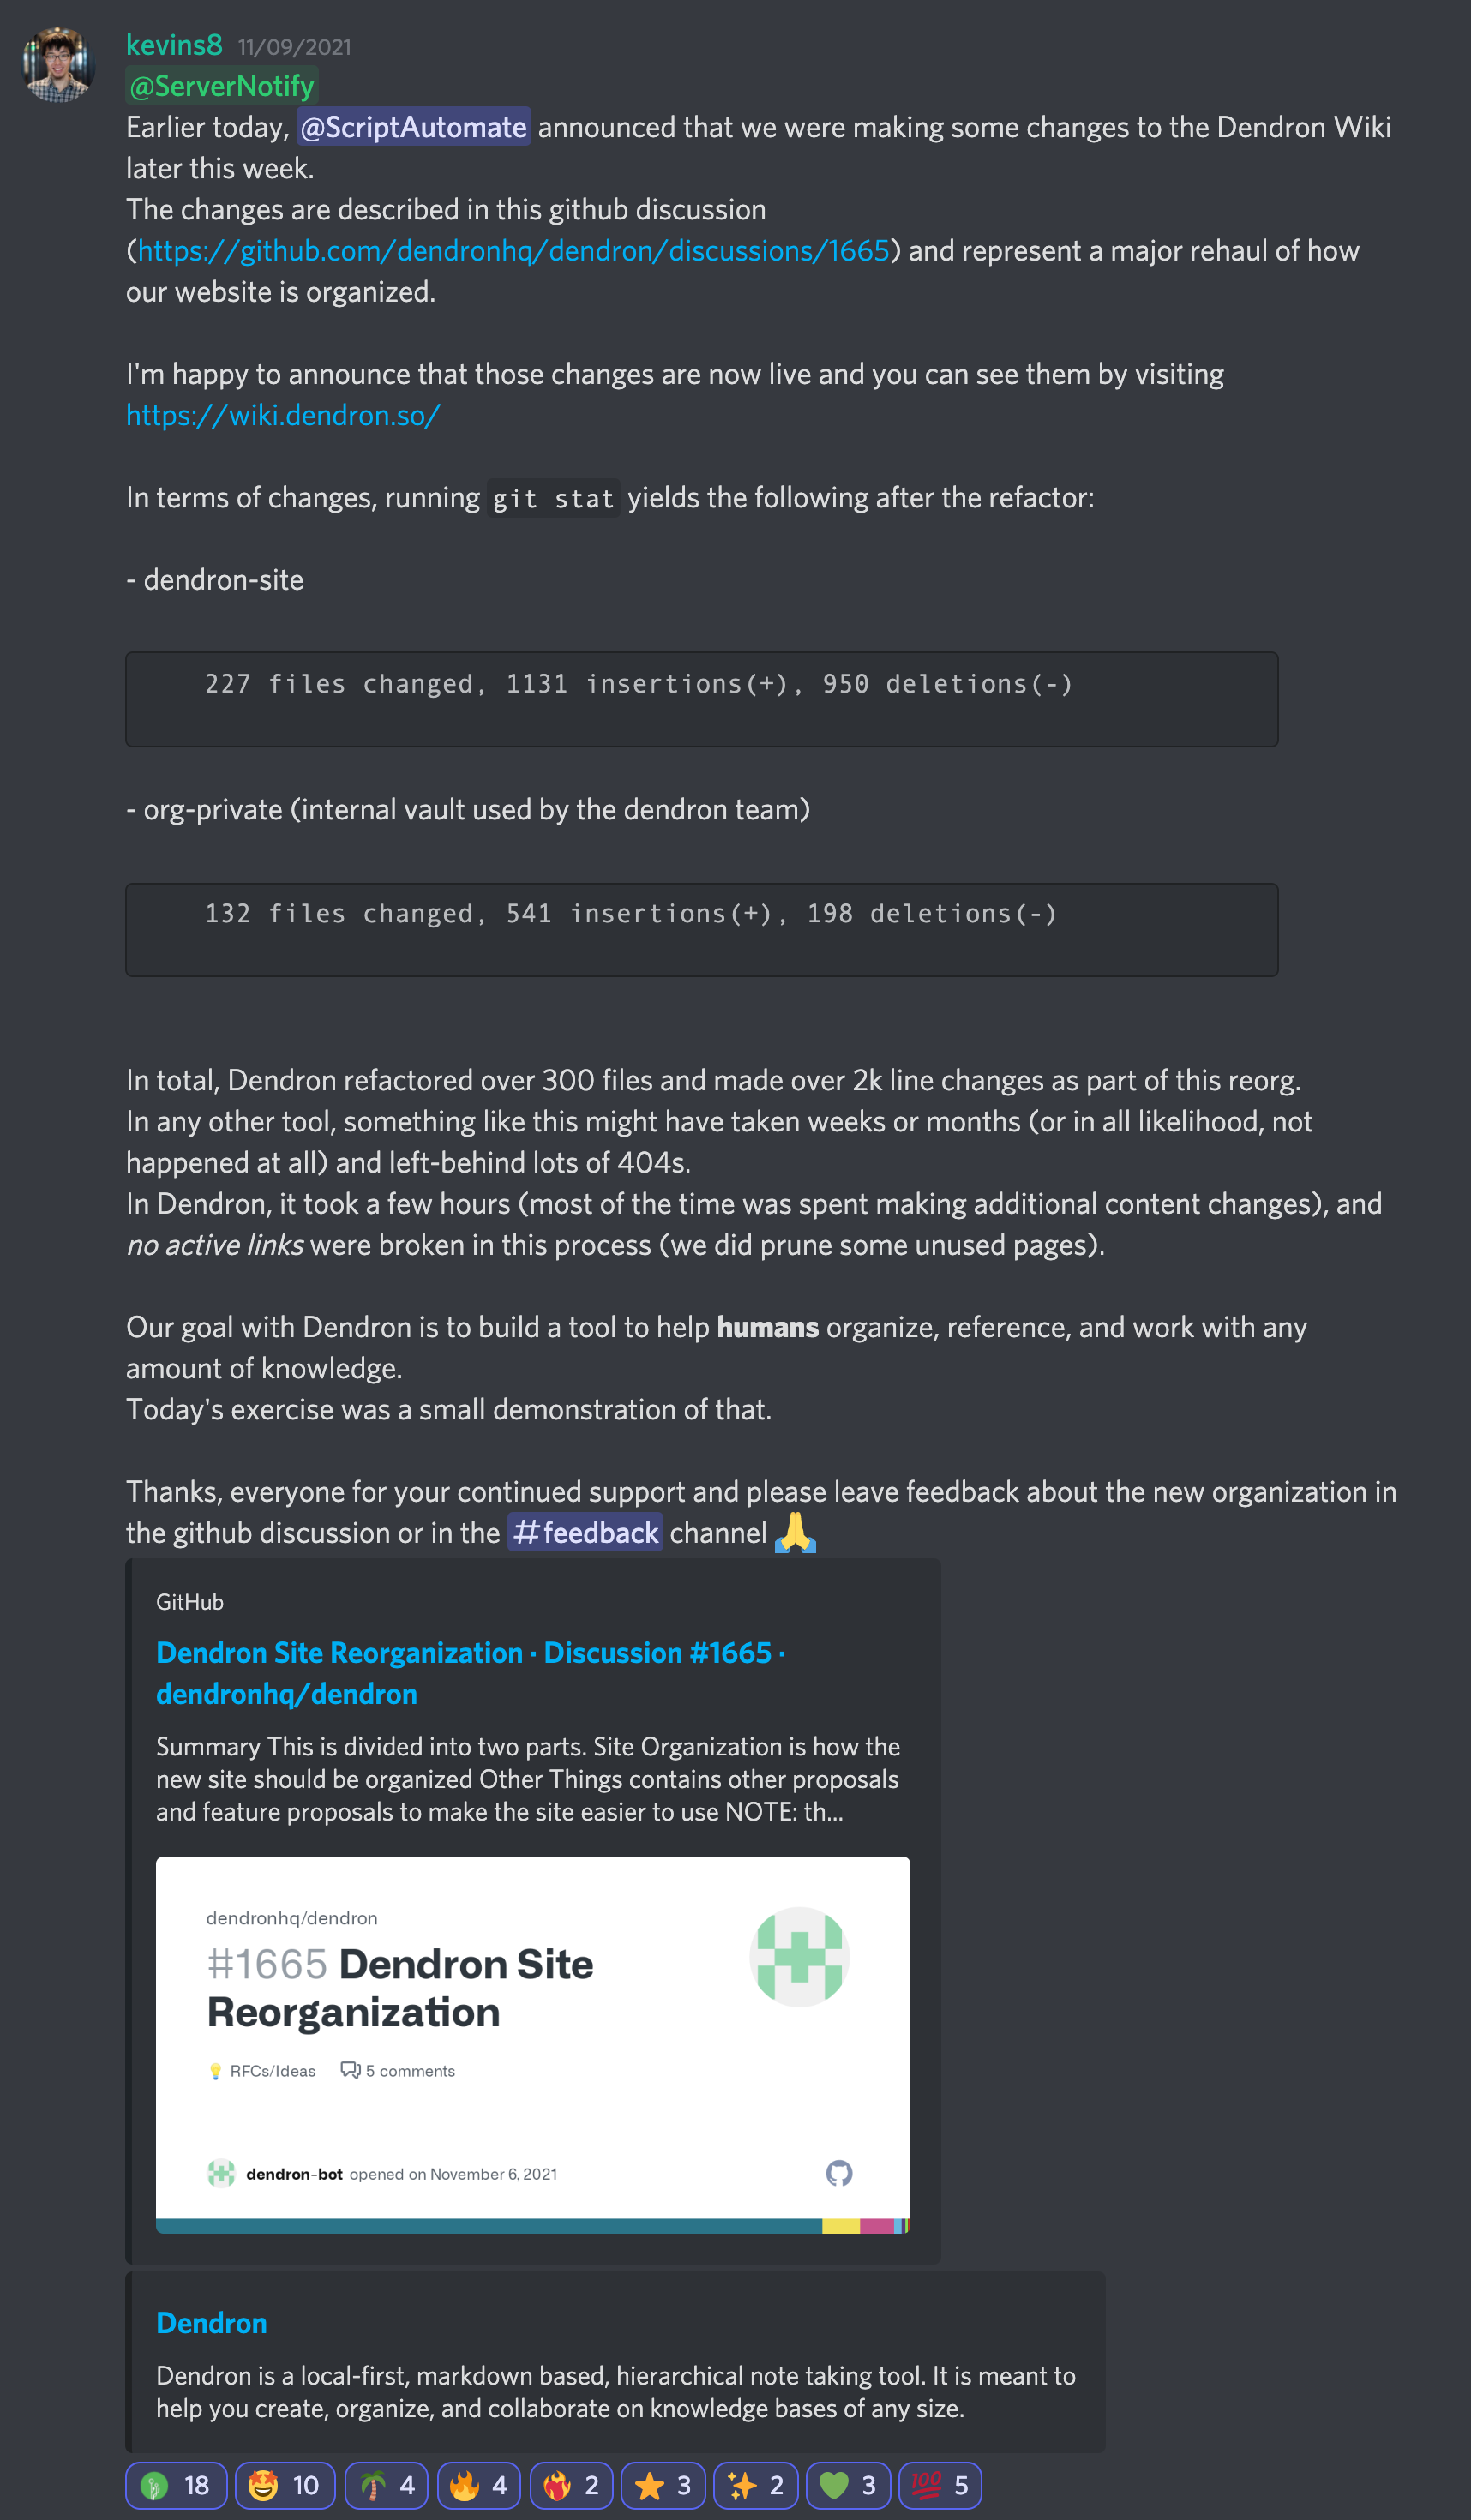 kevins8 11/09/2021
@ServerNotify
Earlier today, @ScriptAutomate announced that we were making some changes to the Dendron Wiki
later this week.
The changes are described in this github discussion
(https://github.com/dendronhq/dendron/discussions/1665) and represent a major rehaul of how
our website is organized.
I'm happy to announce that those changes are now live and you can see them by visiting
https://wiki.dendron.so/
In terms of changes, running git stat yields the following after the refactor:
- dendron-site
227 files changed, 1131 insertions(+), 950 deletions(-)
- org-private (internal vault used by the dendron team)
132 files changed, 541 insertions(+), 198 deletions(-)
In total, Dendron refactored over 300 files and made over 2k line changes as part of this reorg.
In any other tool, something like this might have taken weeks or months (or in all likelihood, not
happened at all) and left-behind lots of 404s.
In Dendron, it took a few hours (most of the time was spent making additional content changes), and
no active links were broken in this process (we did prune some unused pages).
Our goal with Dendron is to build a tool to help humans organize, reference, and work with any
amount of knowledge.
Today's exercise was a small demonstration of that.
Thanks, everyone for your continued support and please leave feedback about the new organization in
the github discussion or in the #feedback channel 🙏
GitHub
Dendron Site Reorganization · Discussion #1665 ·
dendronhq/dendron
Summary This is divided into two parts. Site Organization is how the
new site should be organized Other Things contains other proposals
and feature proposals to make the site easier to use NOTE: th...
dendronhq/dendron
#1665 Dendron Site
Reorganization
💡 RFCs/Ideas 5 comments
dendron-bot opened on November 6, 2021
Dendron
Dendron is a local-first, markdown based, hierarchical note taking tool. It is meant to
help you create, organize, and collaborate on knowledge bases of any size.
18 🤩 10 🌴 4 🔥 4 ❤️‍🔥 2 ⭐ 3 ✨ 2 💚 3 💯 5